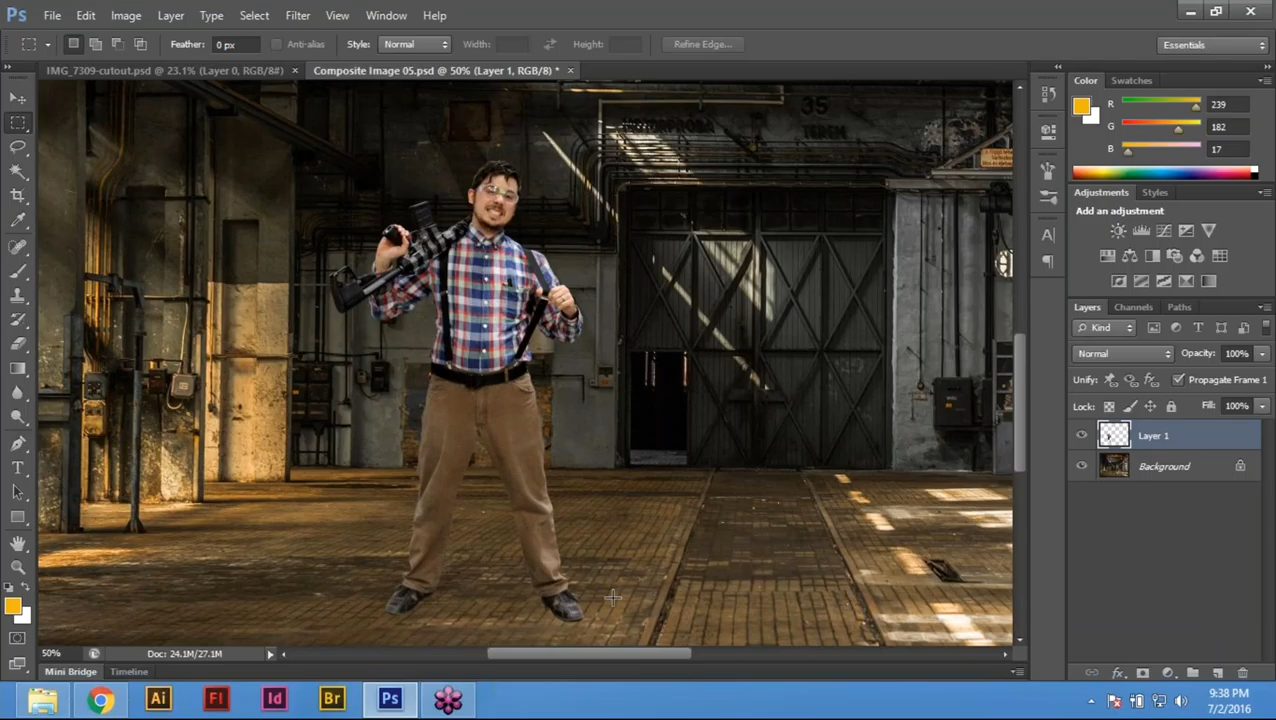 Ps File Edit Image Layer Type Select Filter View Window Help
Feather: 0 px Anti-alias Style: Normal Width: Height: Refine Edge... Essentials
IMG_7309-cutout.psd @ 23.1% (Layer 0, RGB/8#) × Composite Image 05.psd @ 50% (Layer 1, RGB/8) * ×
Color Swatches
R 239
G 182
B 17
Adjustments Styles
Add an adjustment
Layers Channels Paths
Kind
Normal Opacity: 100%
Unify: Propagate Frame 1
Lock: Fill: 100%
Layer 1
Background
35
50% Doc: 24.1M/27.1M
Mini Bridge Timeline
Ai Fl Id Br Ps
9:38 PM
7/2/2016